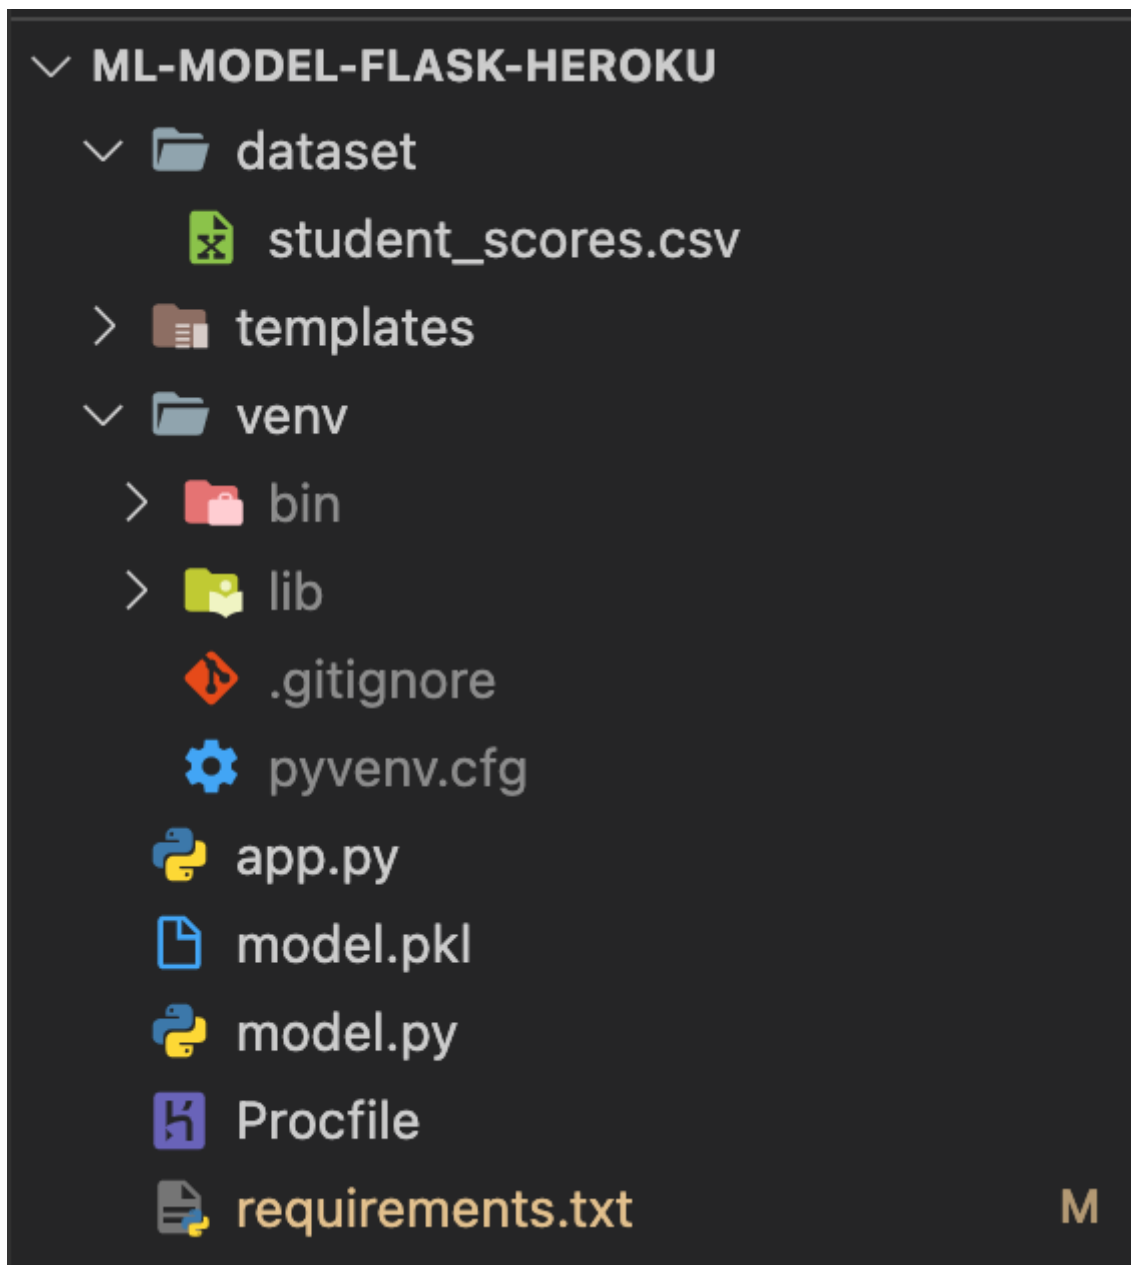 ML-MODEL-FLASK-HEROKU
dataset
student_scores.csv
templates
venv
bin
lib
.gitignore
pyvenv.cfg
app.py
model.pkl
model.py
Procfile
requirements.txt M